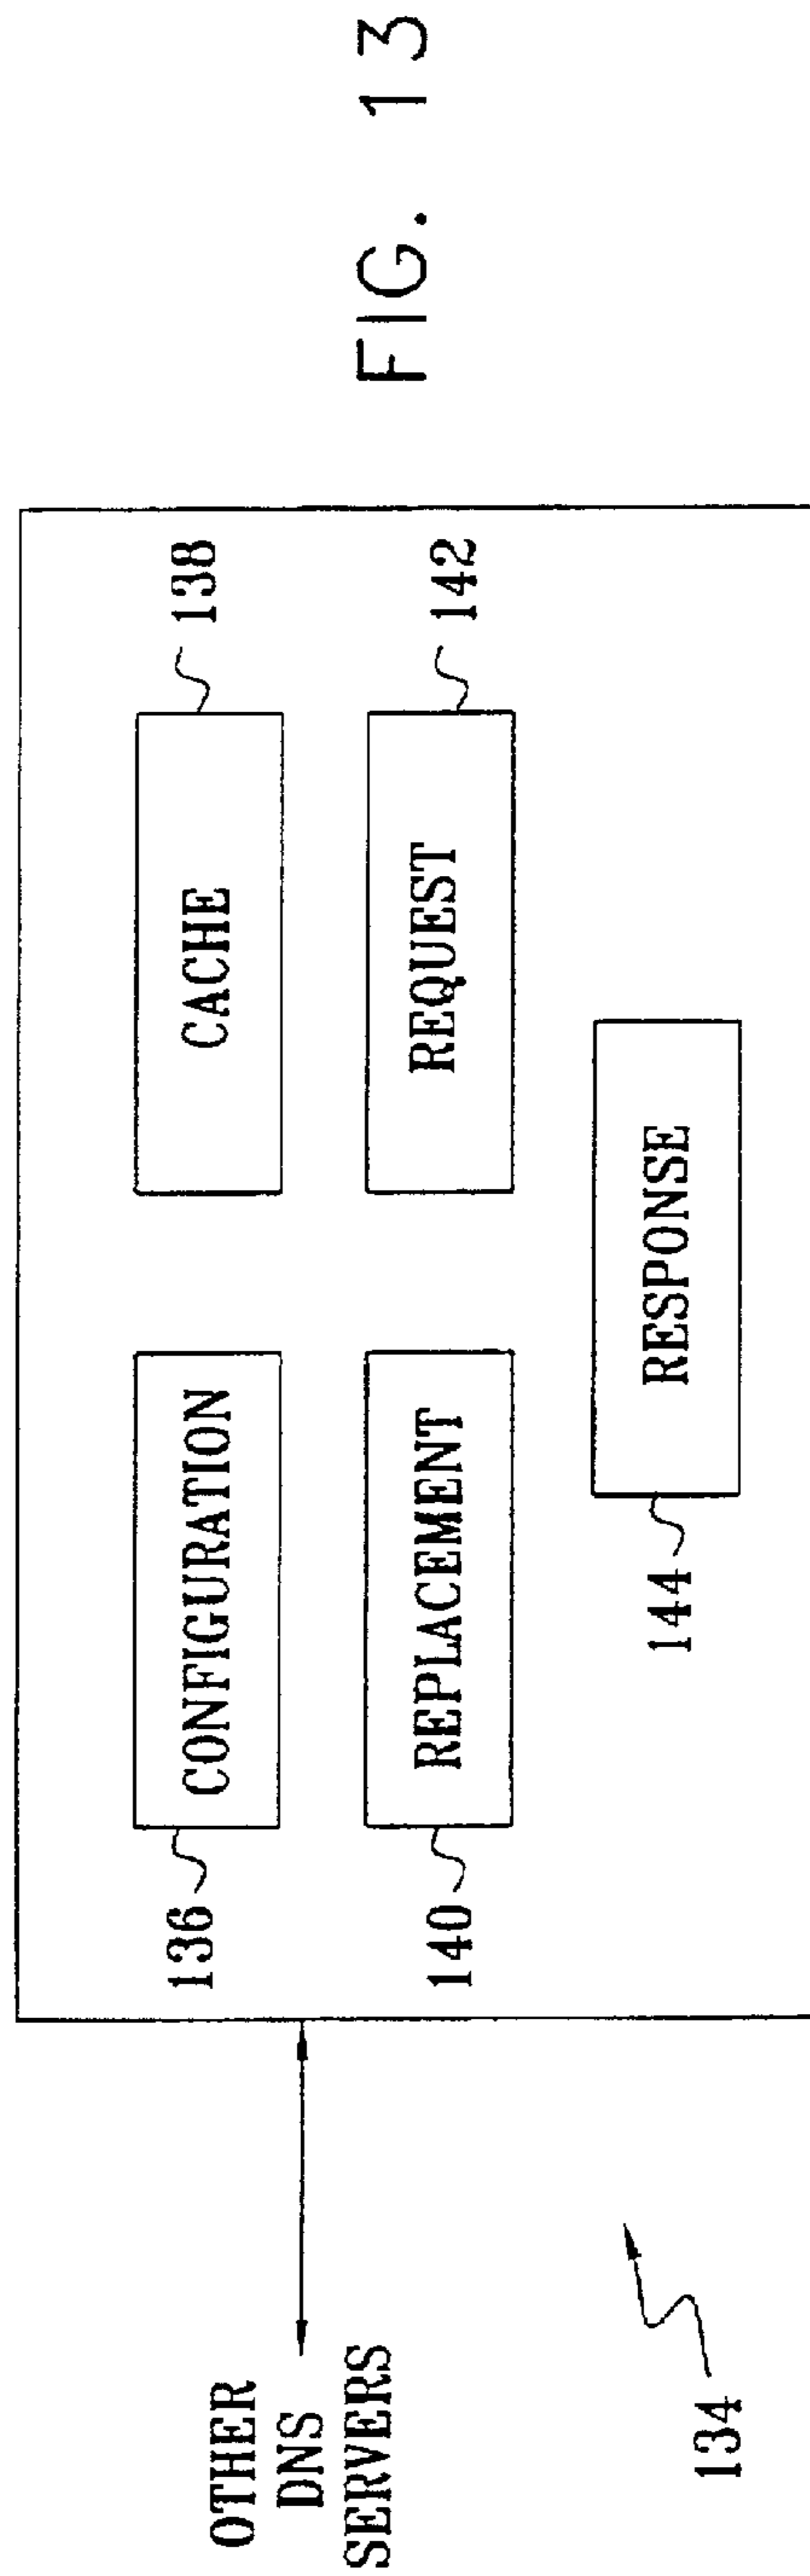 136
CONFIGURATION
CACHE
138
140
REPLACEMENT
REQUEST
142
OTHER
DNS
SERVERS
144
RESPONSE
134
FIG. 13